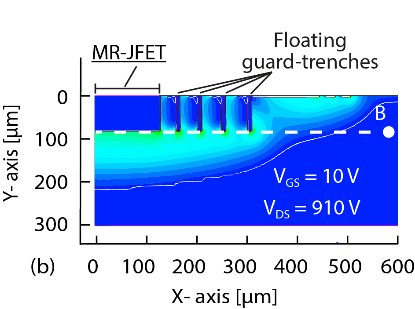 MR-JFET
Floating
guard-trenches
0
100
200
300
Y- axis [µm]
B
V_GS = 10 V
V_DS = 910 V
(b)
0 100 200 300 400 500 600
X- axis [µm]